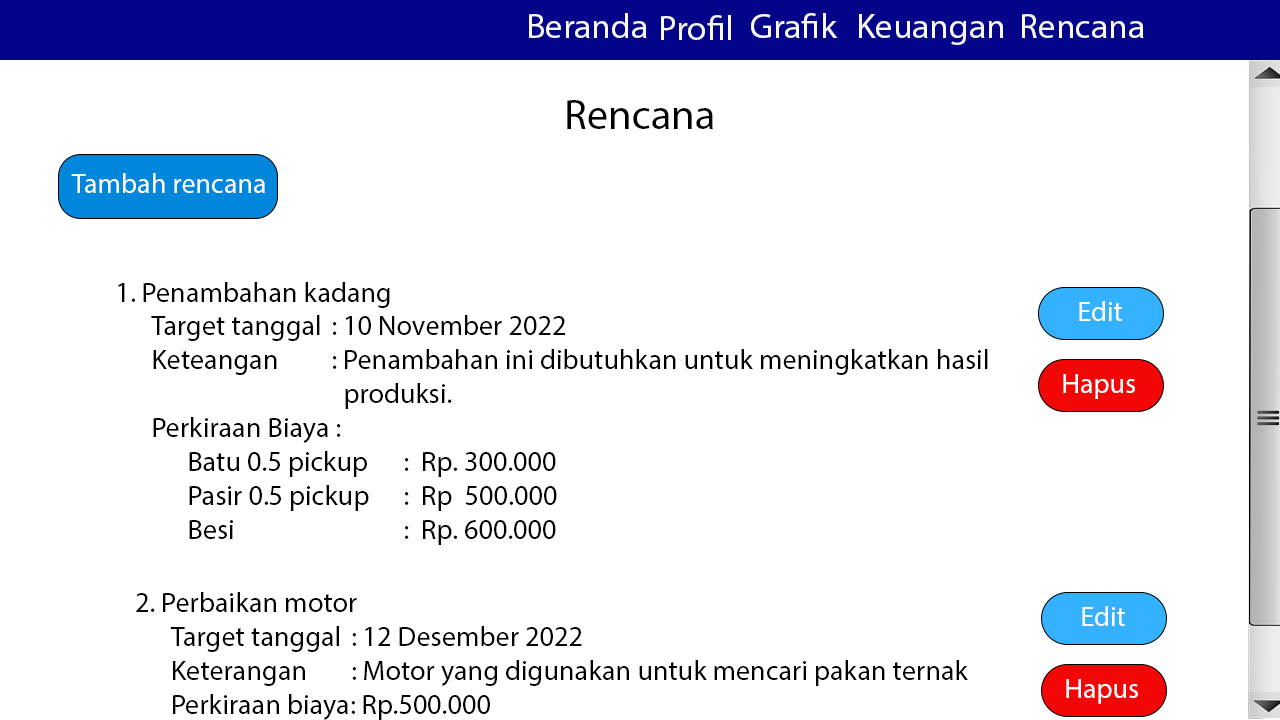 Beranda Profil Grafik Keuangan Rencana
Rencana
Tambah rencana
1. Penambahan kadang
Edit
Target tanggal : 10 November 2022
Keteangan : Penambahan ini dibutuhkan untuk meningkatkan hasil
Hapus
produksi.
Perkiraan Biaya :
Batu 0.5 pickup : Rp. 300.000
Pasir 0.5 pickup : Rp 500.000
Besi : Rp. 600.000
2. Perbaikan motor
Edit
Target tanggal : 12 Desember 2022
Keterangan : Motor yang digunakan untuk mencari pakan ternak
Hapus
Perkiraan biaya: Rp.500.000